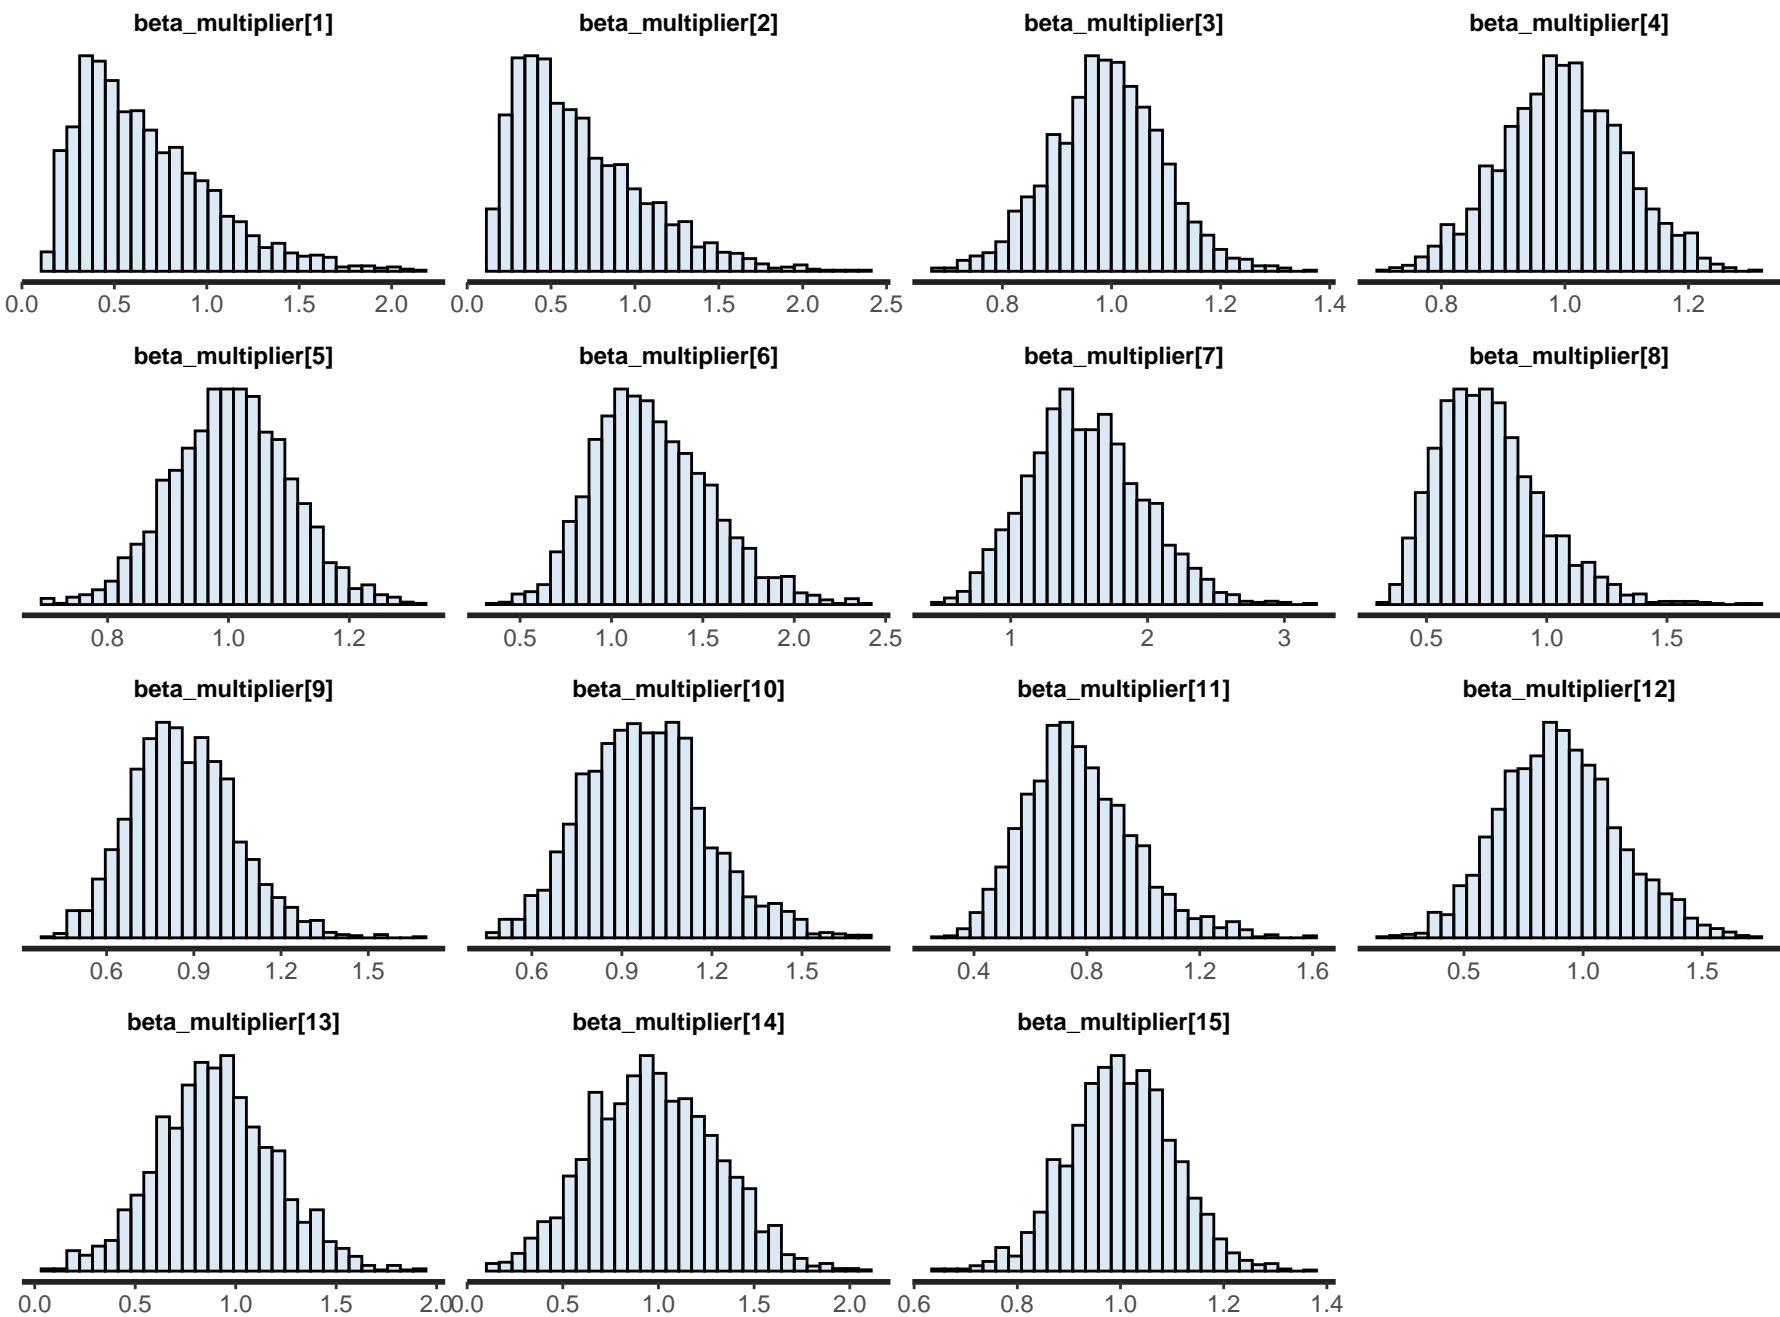 beta_multiplier[1] beta_multiplier[2] beta_multiplier[3] beta_multiplier[4]
0.0 0.5 1.0 1.5 2.0 0.0 0.5 1.0 1.5 2.0 2.5 0.8 1.0 1.2 1.4 0.8 1.0 1.2
beta_multiplier[5] beta_multiplier[6] beta_multiplier[7] beta_multiplier[8]
0.8 1.0 1.2 0.5 1.0 1.5 2.0 2.5 1 2 3 0.5 1.0 1.5
beta_multiplier[9] beta_multiplier[10] beta_multiplier[11] beta_multiplier[12]
0.6 0.9 1.2 1.5 0.6 0.9 1.2 1.5 0.4 0.8 1.2 1.6 0.5 1.0 1.5
beta_multiplier[13] beta_multiplier[14] beta_multiplier[15]
0.0 0.5 1.0 1.5 2.0 0.0 0.5 1.0 1.5 2.0 0.6 0.8 1.0 1.2 1.4